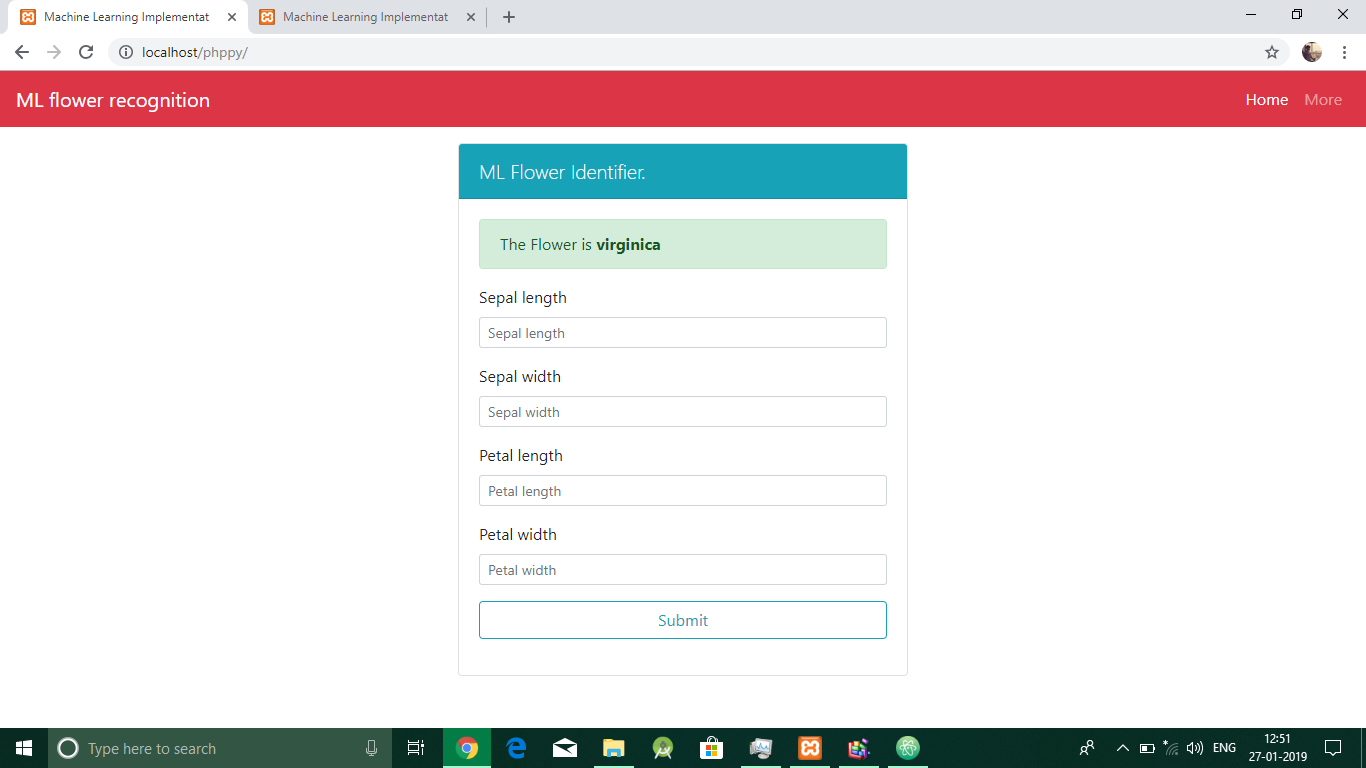 Machine Learning Implementat
Machine Learning Implementat
localhost/phppy/
ML flower recognition
Home
More
ML Flower Identifier.
The Flower is virginica
Sepal length
Sepal length
Sepal width
Sepal width
Petal length
Petal length
Petal width
Petal width
Submit
Type here to search
ENG
12:51
27-01-2019